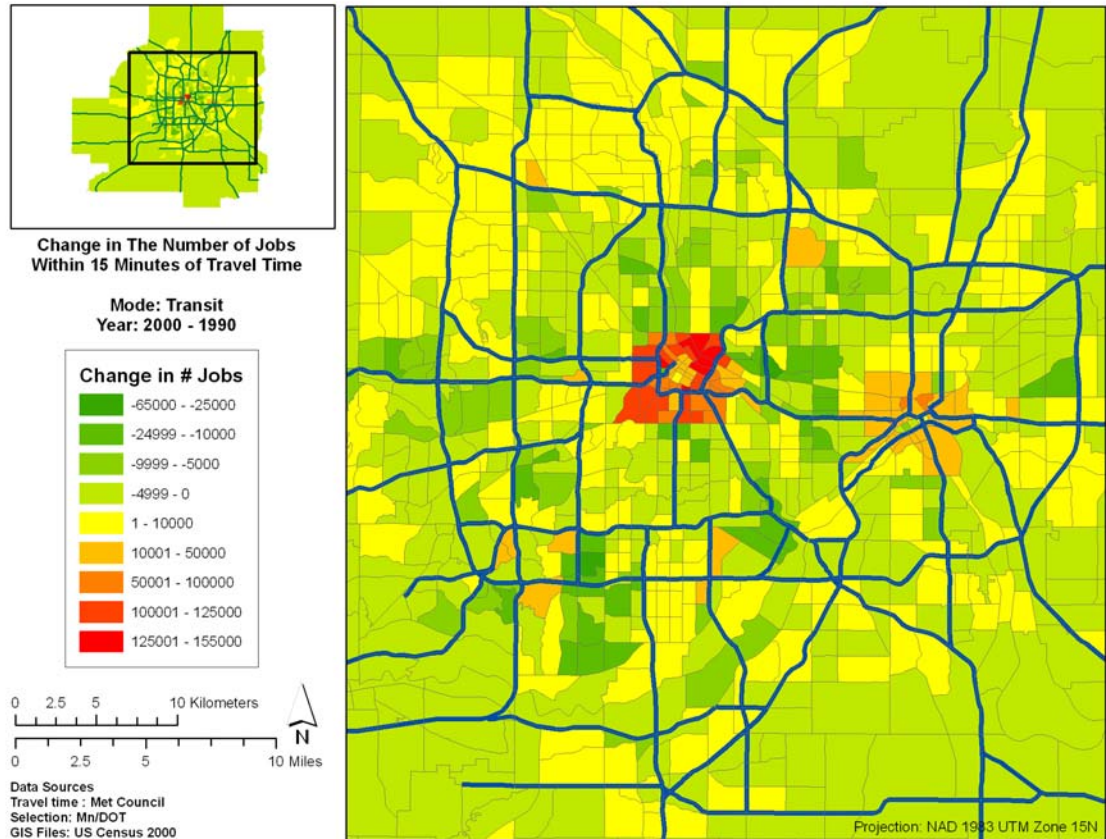 Change in The Number of Jobs
Within 15 Minutes of Travel Time
Mode: Transit
Year: 2000 - 1990
Change in # Jobs
-65000 - -25000
-24999 - -10000
-9999 - -5000
-4999 - 0
1 - 10000
10001 - 50000
50001 - 100000
100001 - 125000
125001 - 155000
0 2.5 5 10 Kilometers
N
0 2.5 5 10 Miles
Data Sources
Travel time : Met Council
Selection: Mn/DOT
GIS Files: US Census 2000
Projection: NAD 1983 UTM Zone 15N